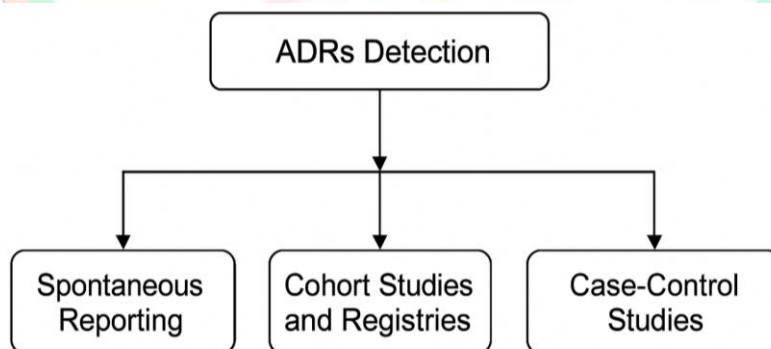 ADRs Detection
Spontaneous
Reporting
Cohort Studies
and Registries
Case-Control
Studies